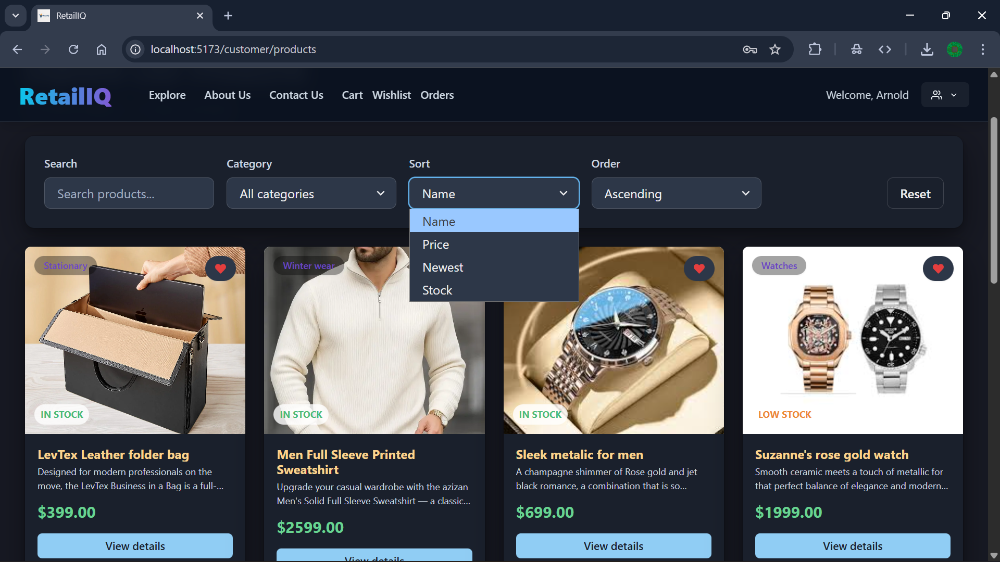 RetailIQ
localhost:5173/customer/products
RetailIQ
Explore
About Us
Contact Us
Cart
Wishlist
Orders
Welcome, Arnold
Search
Category
Sort
Order
Search products...
All categories
Name
Ascending
Reset
Name
Price
Newest
Stock
Stationary
Winter wear
Watches
IN STOCK
IN STOCK
IN STOCK
LOW STOCK
LevTex Leather folder bag
Designed for modern professionals on the
move, the LevTex Business in a Bag is a full-...
$399.00
View details
Men Full Sleeve Printed
Sweatshirt
Upgrade your casual wardrobe with the azizan
Men's Solid Full Sleeve Sweatshirt — a classic...
$2599.00
View details
Sleek metalic for men
A champagne shimmer of Rose gold and jet
black romance, a combination that is so...
$699.00
View details
Suzanne's rose gold watch
Smooth ceramic meets a touch of metallic for
that perfect balance of elegance and modern...
$1999.00
View details